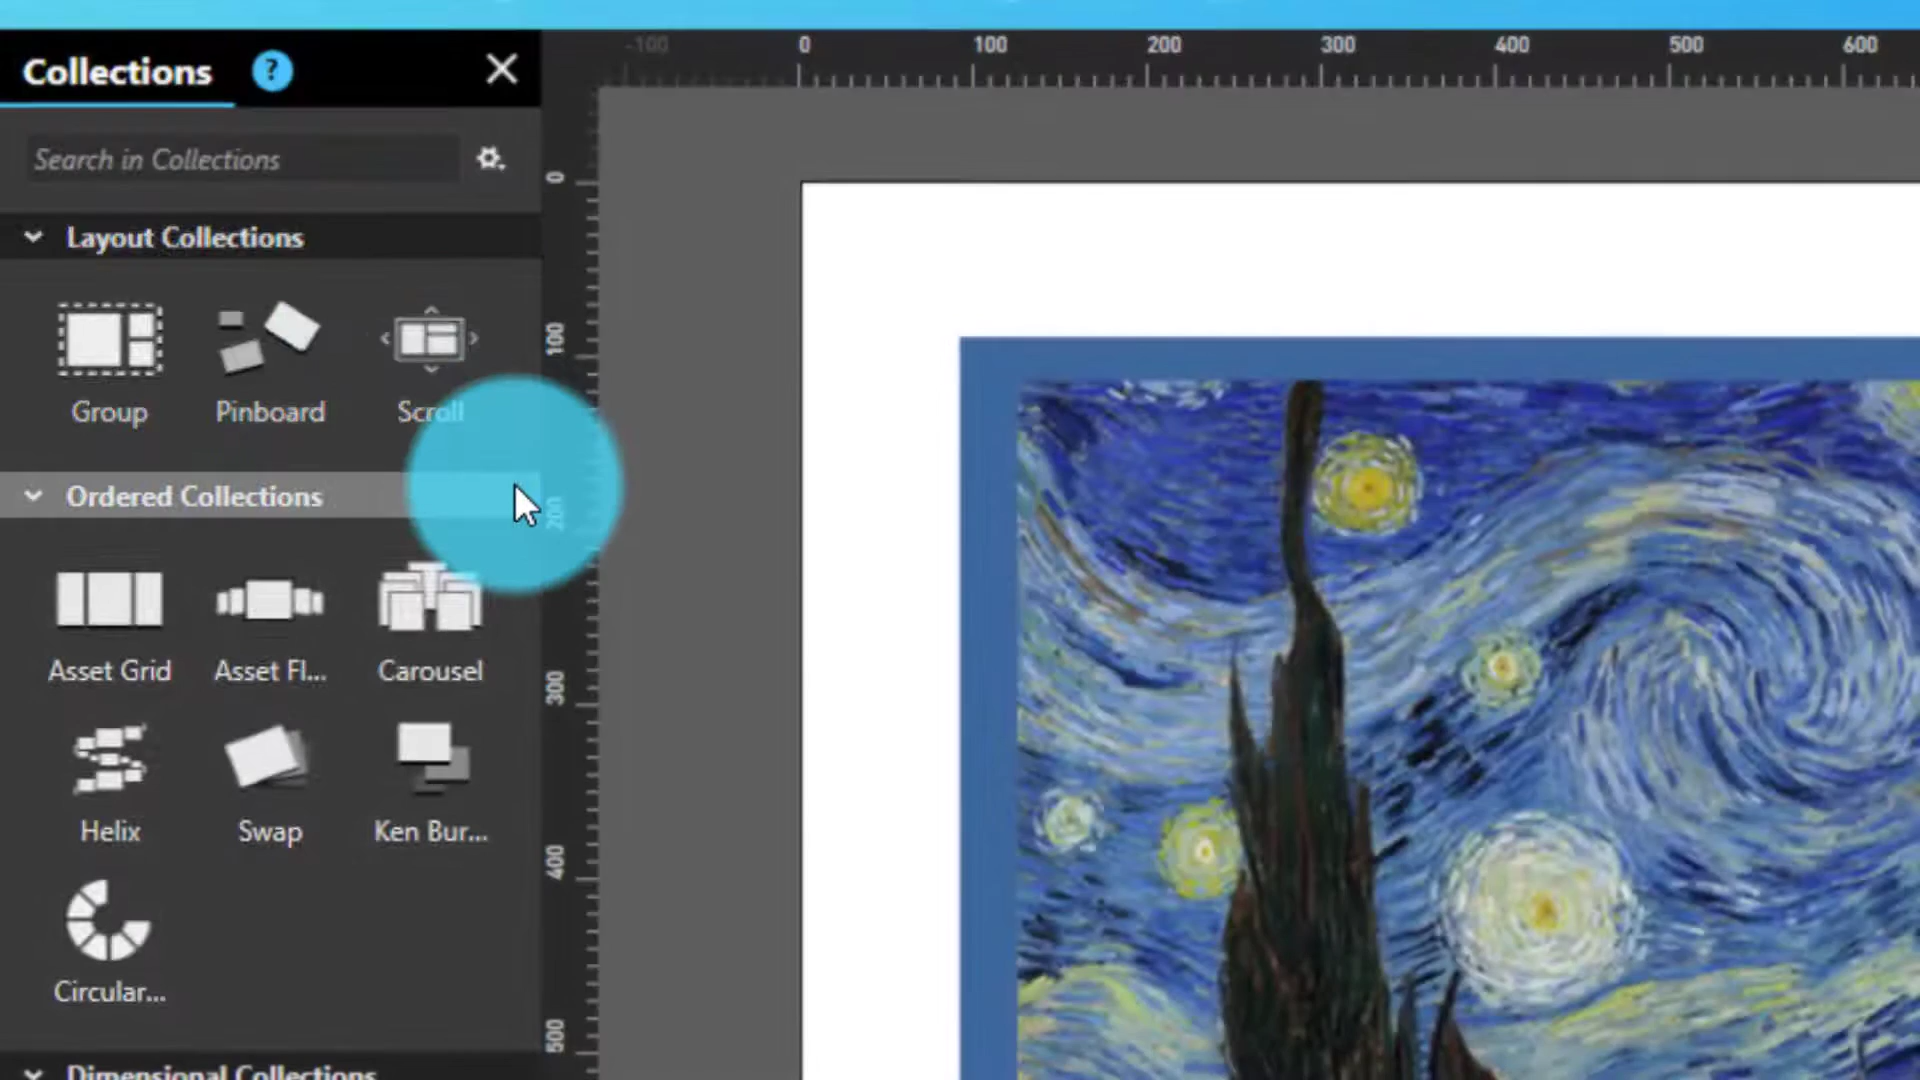 Collections ?
-100 0 100 200 300 400 500 600
Search in Collections
Layout Collections
Group Pinboard Scroll
Ordered Collections
Asset Grid Asset Fl... Carousel
Helix Swap Ken Bur...
Circular...
Dimensional Collections
0
100
200
300
400
500